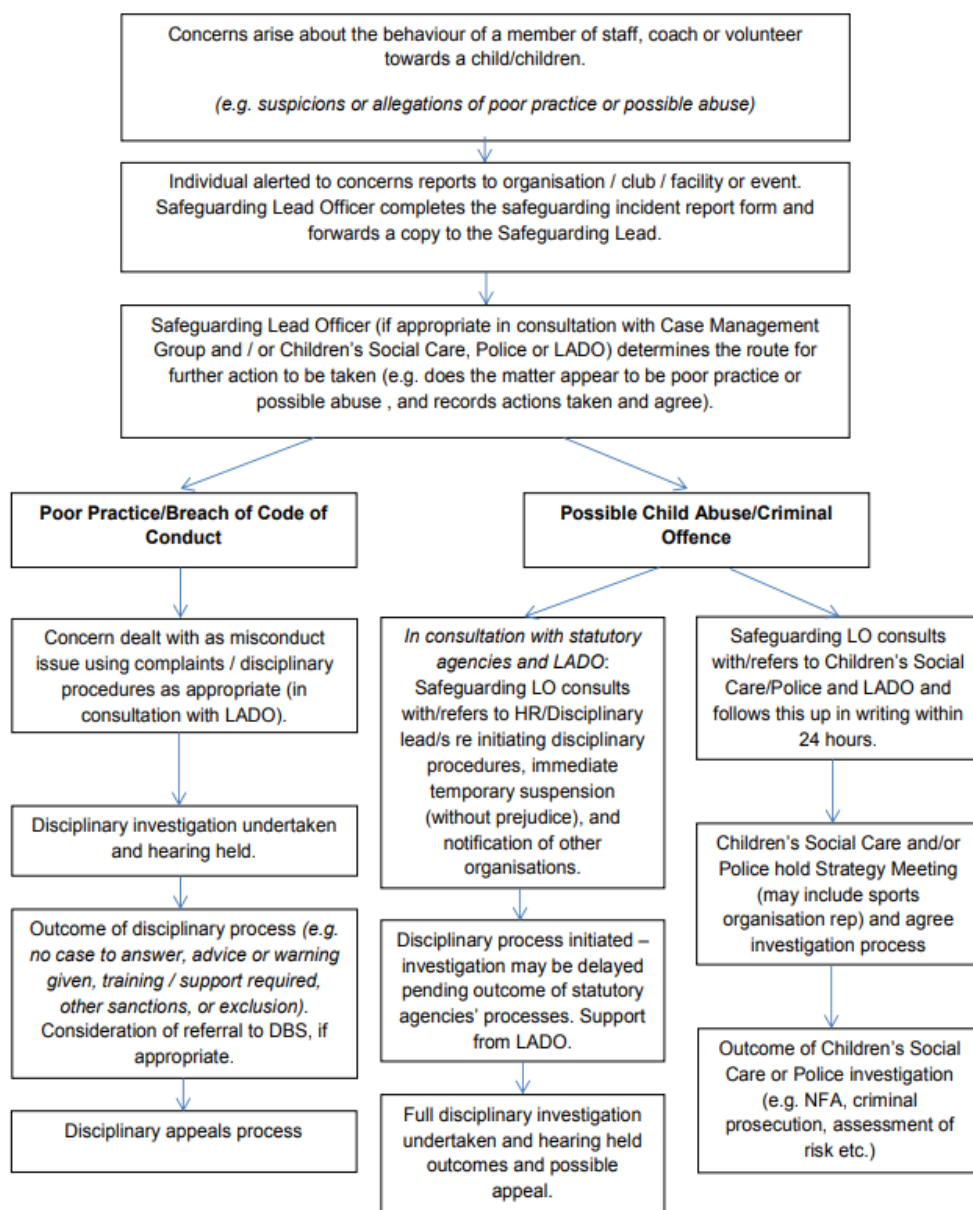 Concerns arise about the behaviour of a member of staff, coach or volunteer
towards a child/children.
(e.g. suspicions or allegations of poor practice or possible abuse)
Individual alerted to concerns reports to organisation / club / facility or event.
Safeguarding Lead Officer completes the safeguarding incident report form and
forwards a copy to the Safeguarding Lead.
Safeguarding Lead Officer (if appropriate in consultation with Case Management
Group and / or Children's Social Care, Police or LADO) determines the route for
further action to be taken (e.g. does the matter appear to be poor practice or
possible abuse , and records actions taken and agree).
Poor Practice/Breach of Code of
Conduct
Possible Child Abuse/Criminal
Offence
Concern dealt with as misconduct
issue using complaints / disciplinary
procedures as appropriate (in
consultation with LADO).
Disciplinary investigation undertaken
and hearing held.
Outcome of disciplinary process (e.g.
no case to answer, advice or warning
given, training / support required,
other sanctions, or exclusion).
Consideration of referral to DBS, if
appropriate.
Disciplinary appeals process
In consultation with statutory
agencies and LADO:
Safeguarding LO consults
with/refers to HR/Disciplinary
lead/s re initiating disciplinary
procedures, immediate
temporary suspension
(without prejudice), and
notification of other
organisations.
Disciplinary process initiated –
investigation may be delayed
pending outcome of statutory
agencies' processes. Support
from LADO.
Full disciplinary investigation
undertaken and hearing held
outcomes and possible
appeal.
Safeguarding LO consults
with/refers to Children's Social
Care/Police and LADO and
follows this up in writing within
24 hours.
Children's Social Care and/or
Police hold Strategy Meeting
(may include sports
organisation rep) and agree
investigation process
Outcome of Children's Social
Care or Police investigation
(e.g. NFA, criminal
prosecution, assessment of
risk etc.)